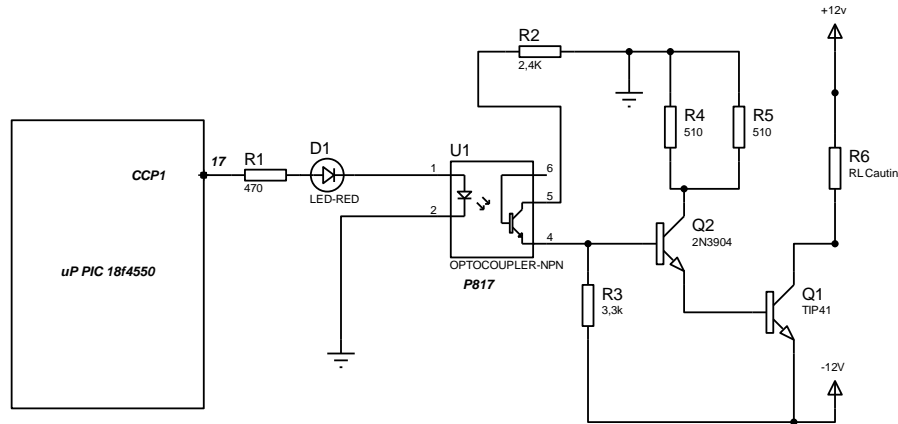 +12v
R2
2,4K
R4
510
R5
510
R6
RL Cautin
CCP1
17
R1
470
D1
LED-RED
U1
1
2
6
5
4
OPTOCOUPLER-NPN
P817
Q2
2N3904
uP PIC 18f4550
R3
3,3k
Q1
TIP41
-12V